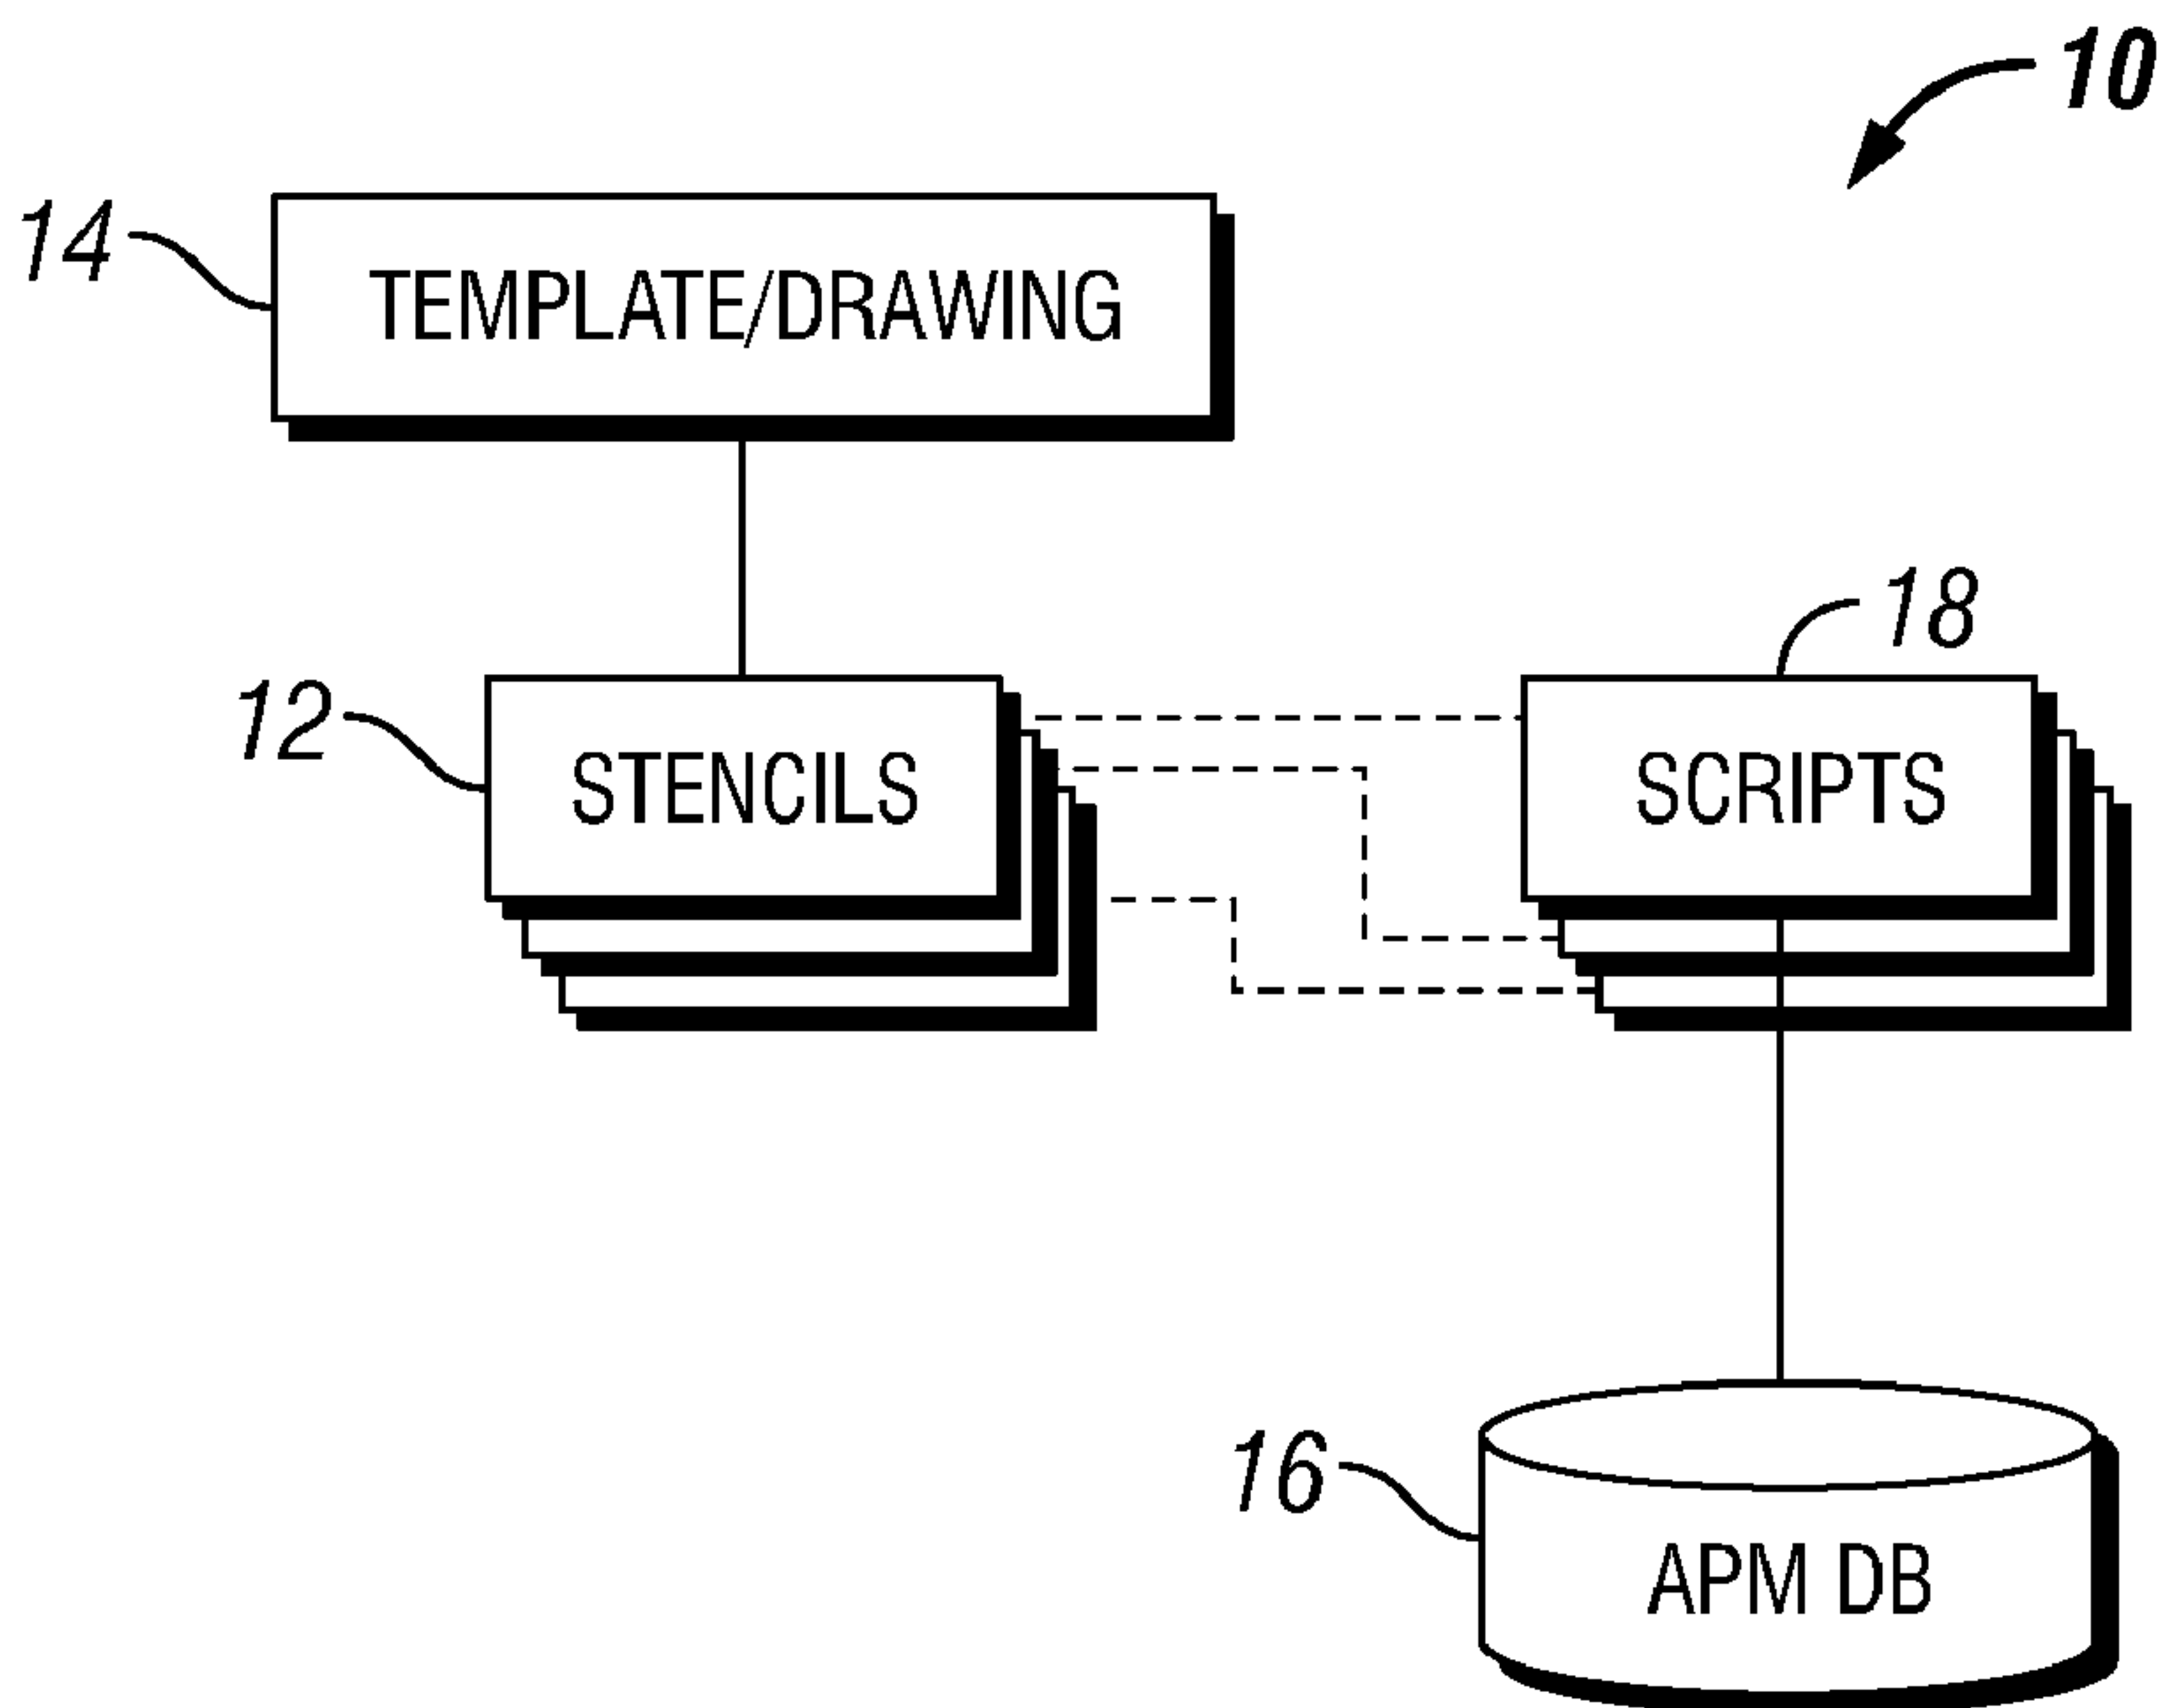 10
14
TEMPLATE/DRAWING
18
12
STENCILS
SCRIPTS
16
APM DB